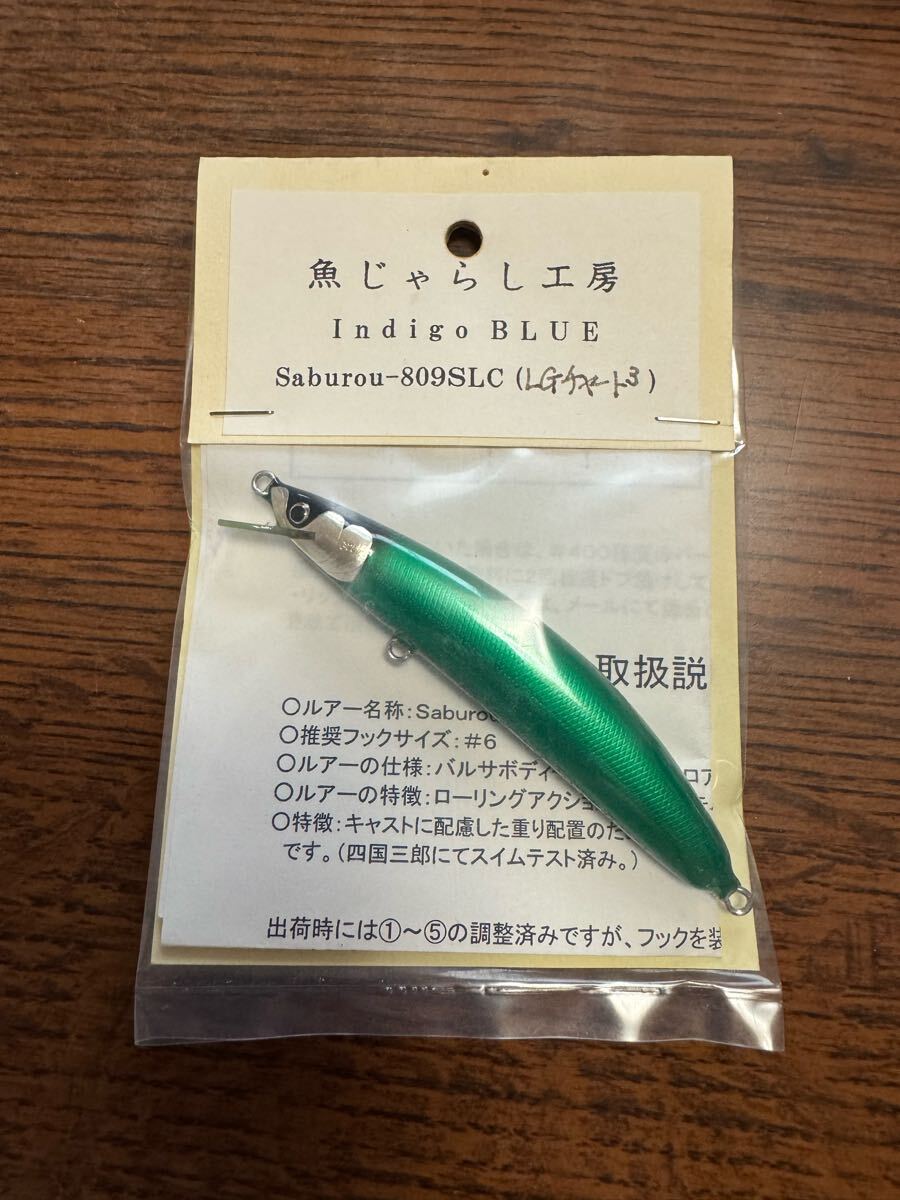 魚じゃらし工房
Indigo BLUE
Saburou-809SLC (LGチャート3)
取扱説
○ルアー名称:Saburou
○推奨フックサイズ:#6
○ルアーの仕様:バルサボディ
○ルアーの特徴:ローリングアクショ
○特徴:キャストに配慮した重り配置のた
です。(四国三郎にてスイムテスト済み。)
出荷時には①~⑤の調整済みですが、フックを装